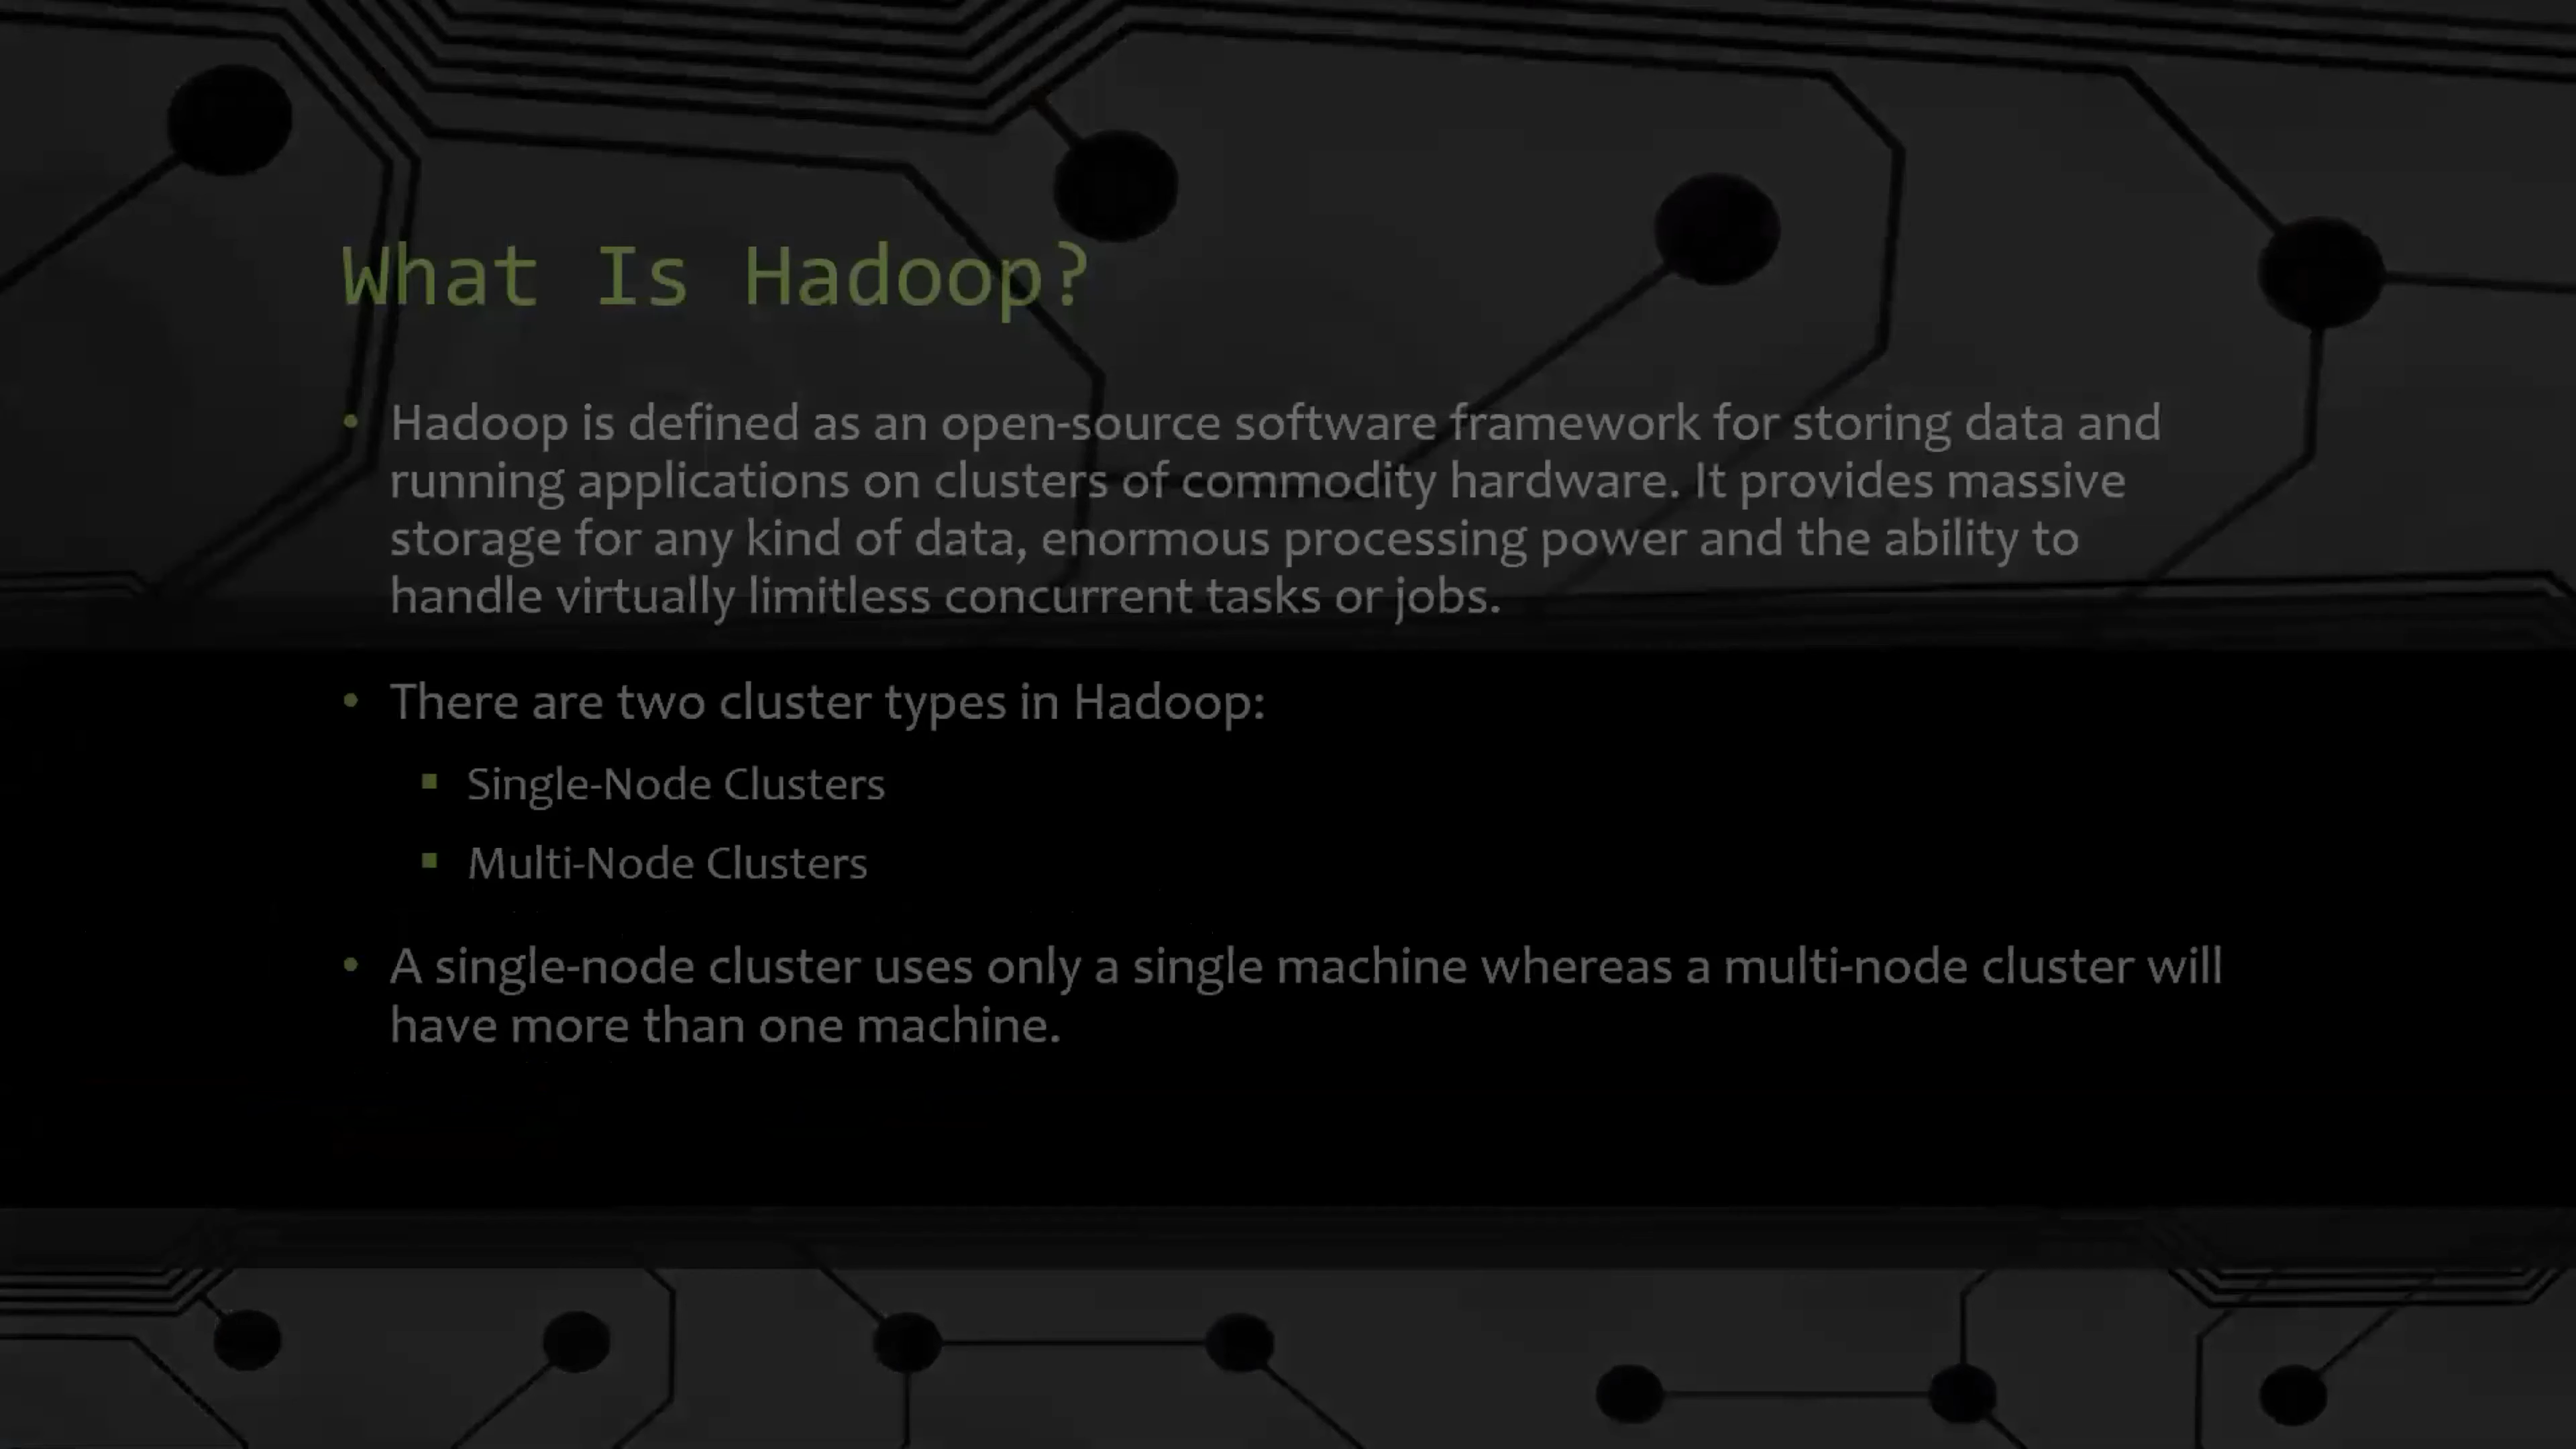 What Is Hadoop?
• Hadoop is defined as an open-source software framework for storing data and
running applications on clusters of commodity hardware. It provides massive
storage for any kind of data, enormous processing power and the ability to
handle virtually limitless concurrent tasks or jobs.
• There are two cluster types in Hadoop:
▪ Single-Node Clusters
▪ Multi-Node Clusters
• A single-node cluster uses only a single machine whereas a multi-node cluster will
have more than one machine.